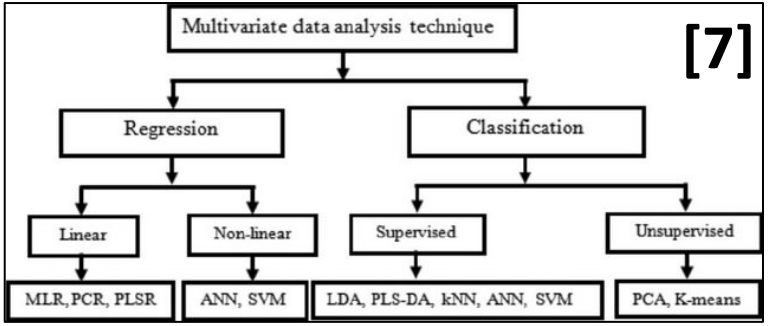 Multivariate data analysis technique
[7]
Regression
Classification
Linear
Non-linear
Supervised
Unsupervised
MLR, PCR, PLSR
ANN, SVM
LDA, PLS-DA, kNN, ANN, SVM
PCA, K-means